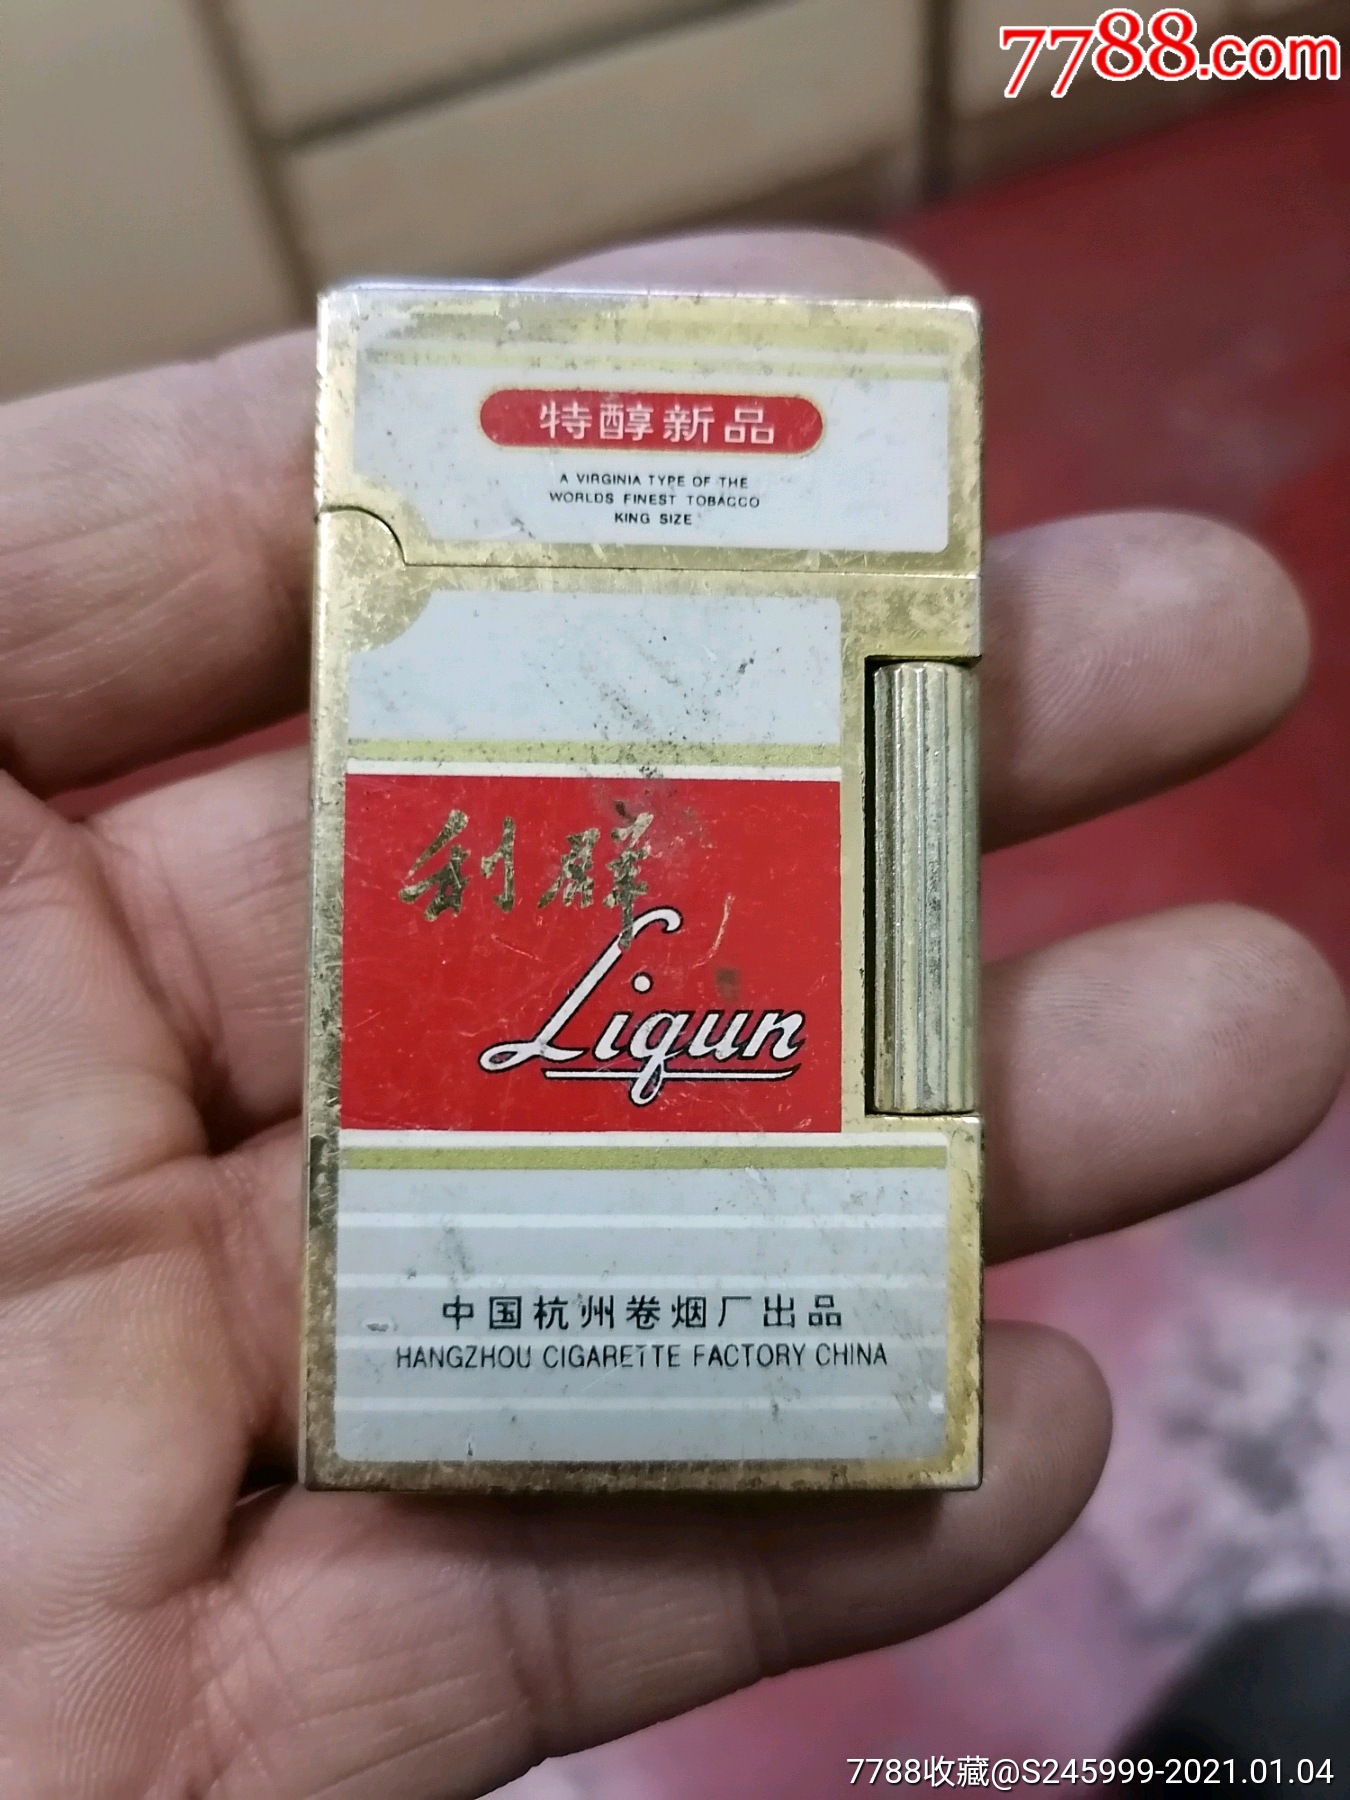 7788.com
特醇新品
A VIRGINIA TYPE OF THE
WORLDS FINEST TOBACCO
KING SIZE
利群
Liqun
中国杭州卷烟厂出品
HANGZHOU CIGARETTE FACTORY CHINA
7788收藏@S245999-2021.01.04